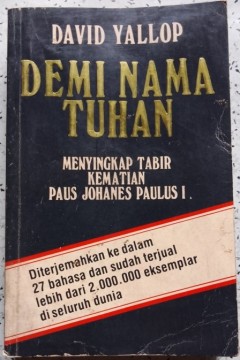 DAVID YALLOP
DEMI NAMA
TUHAN
MENYINGKAP TABIR
KEMATIAN
PAUS JOHANES PAULUS I
Diterjemahkan ke dalam
27 bahasa dan sudah terjual
lebih dari 2.000.000 eksemplar
di seluruh dunia